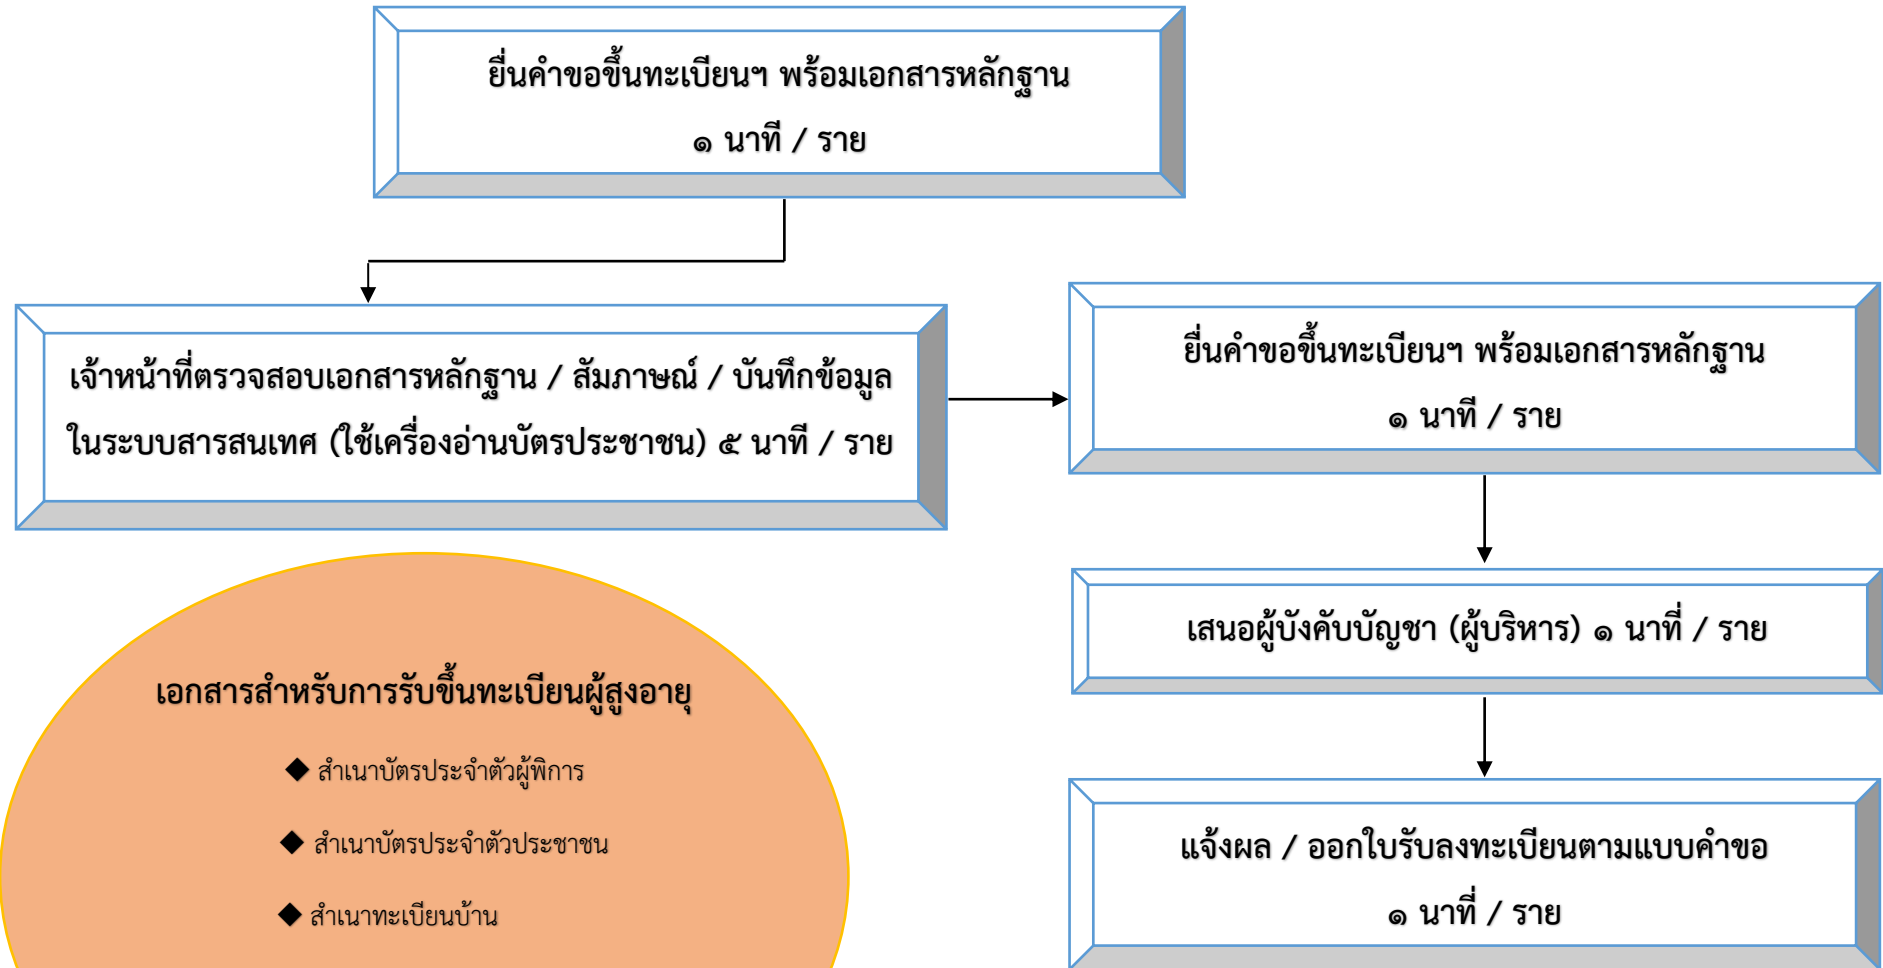 ยื่นคำขอขึ้นทะเบียนฯ พร้อมเอกสารหลักฐาน
๑ นาที / ราย
เจ้าหน้าที่ตรวจสอบเอกสารหลักฐาน / สัมภาษณ์ / บันทึกข้อมูล
ในระบบสารสนเทศ (ใช้เครื่องอ่านบัตรประชาชน) ๕ นาที / ราย
ยื่นคำขอขึ้นทะเบียนฯ พร้อมเอกสารหลักฐาน
๑ นาที / ราย
เสนอผู้บังคับบัญชา (ผู้บริหาร) ๑ นาที่ / ราย
แจ้งผล / ออกใบรับลงทะเบียนตามแบบคำขอ
๑ นาที่ / ราย
เอกสารสำหรับการรับขึ้นทะเบียนผู้สูงอายุ
◆ สำเนาบัตรประจำตัวผู้พิการ
◆ สำเนาบัตรประจำตัวประชาชน
◆ สำเนาทะเบียนบ้าน